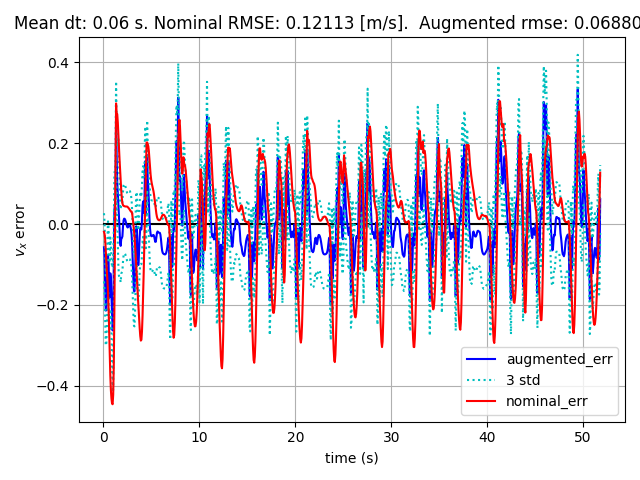 Mean dt: 0.06 s. Nominal RMSE: 0.12113 [m/s].  Augmented rmse: 0.06880
0.4
0.2
0.0
−0.2
−0.4
vx error
0 10 20 30 40 50
time (s)
augmented_err
3 std
nominal_err